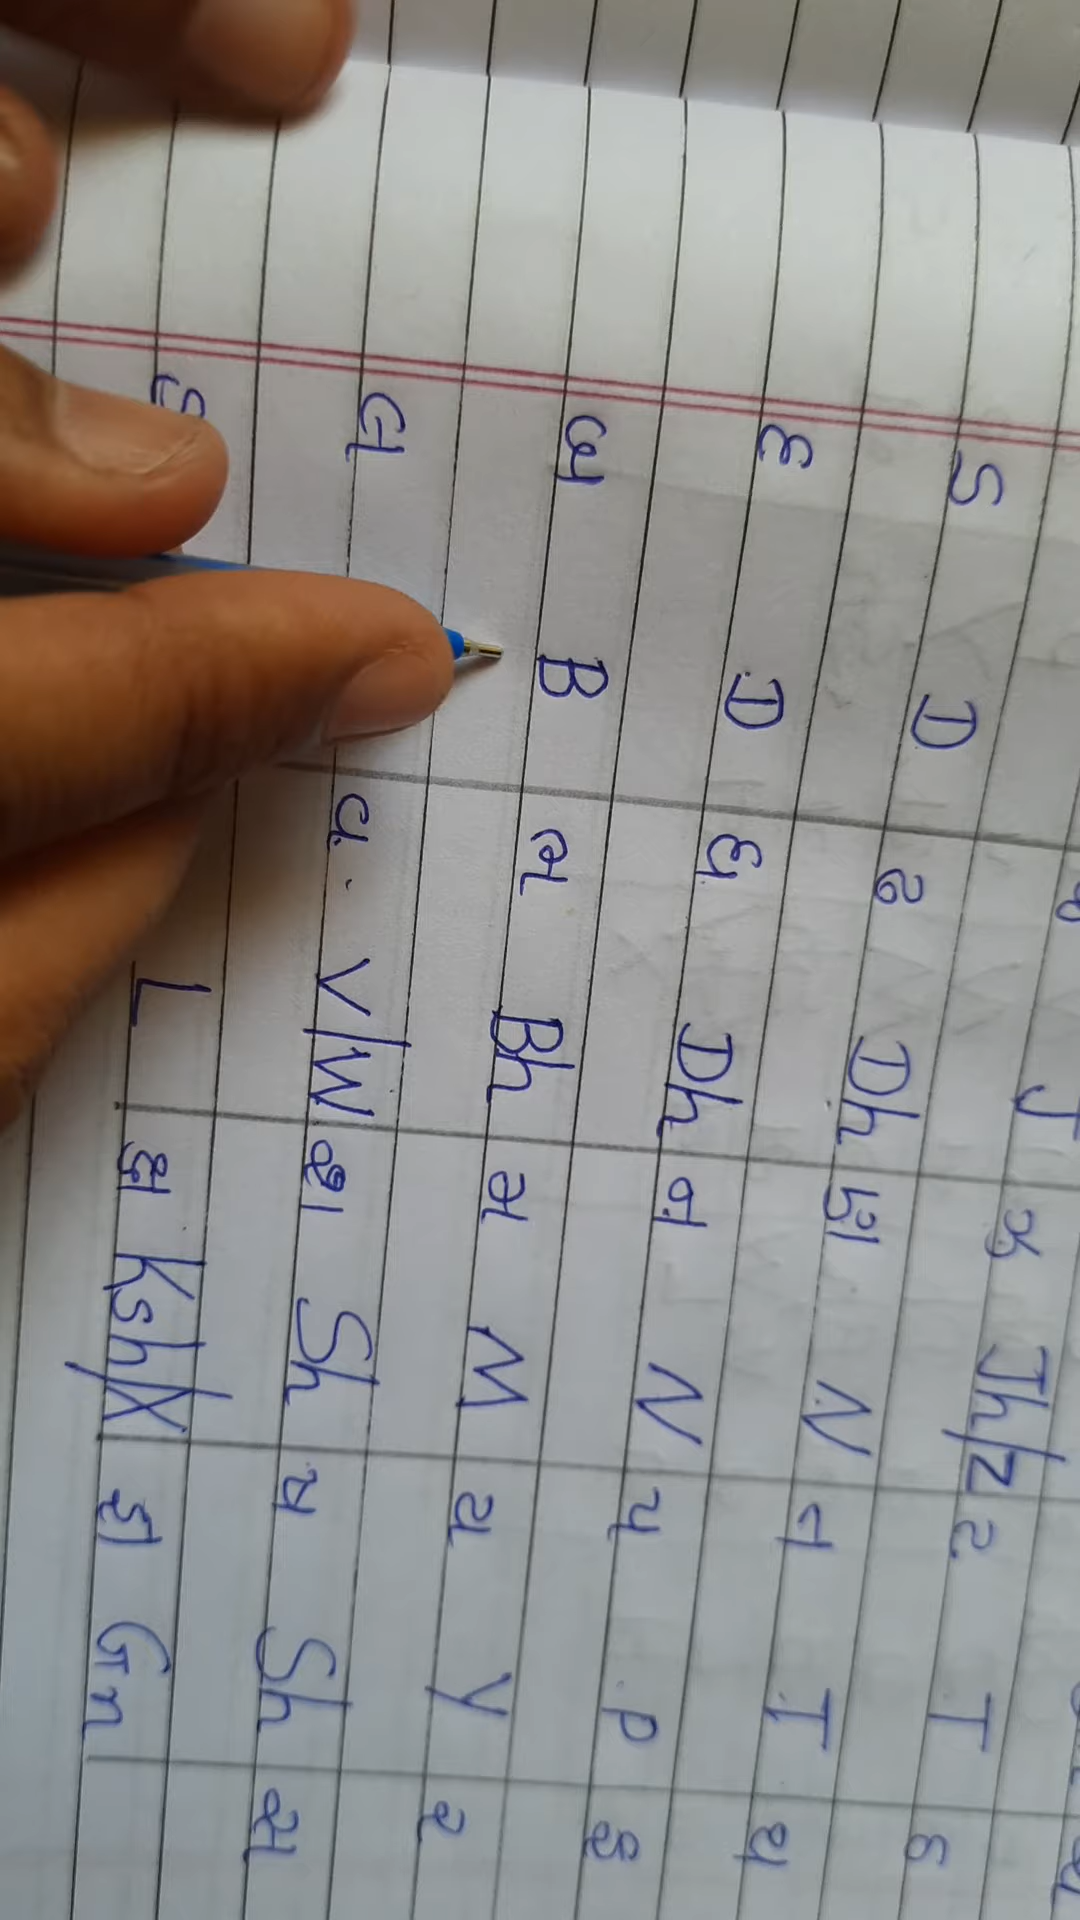 J ઝ Jh/Z ટ T ઠ
ડ D ઢ Dh ણ N ત T થ
દ D ધ Dh ન N પ P ફ
બ B ભ Bh મ M ય Y ર
લ વ V/W શ Sh ષ Sh સ
L ક્ષ Ksh/X જ્ઞ Gn